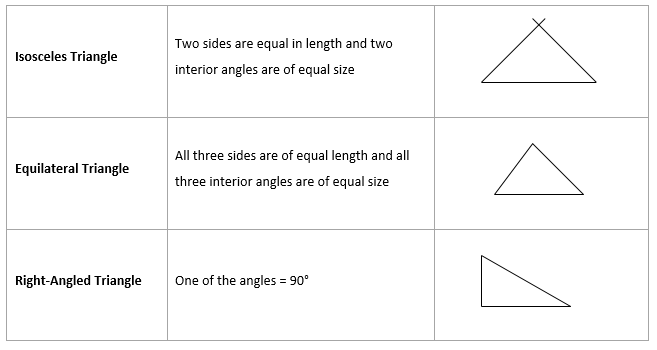 Isosceles Triangle
Two sides are equal in length and two
interior angles are of equal size
Equilateral Triangle
All three sides are of equal length and all
three interior angles are of equal size
Right-Angled Triangle
One of the angles = 90°